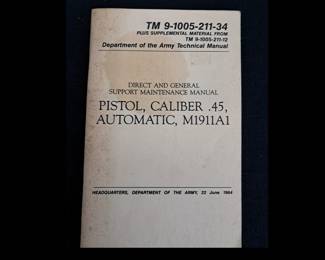 TM 9-1005-211-34
PLUS SUPPLEMENTAL MATERIAL FROM
TM 9-1005-211-12
Department of the Army Technical Manual
DIRECT AND GENERAL
SUPPORT MAINTENANCE MANUAL
PISTOL, CALIBER .45,
AUTOMATIC, M1911A1
HEADQUARTERS, DEPARTMENT OF THE ARMY, 22 June 1964